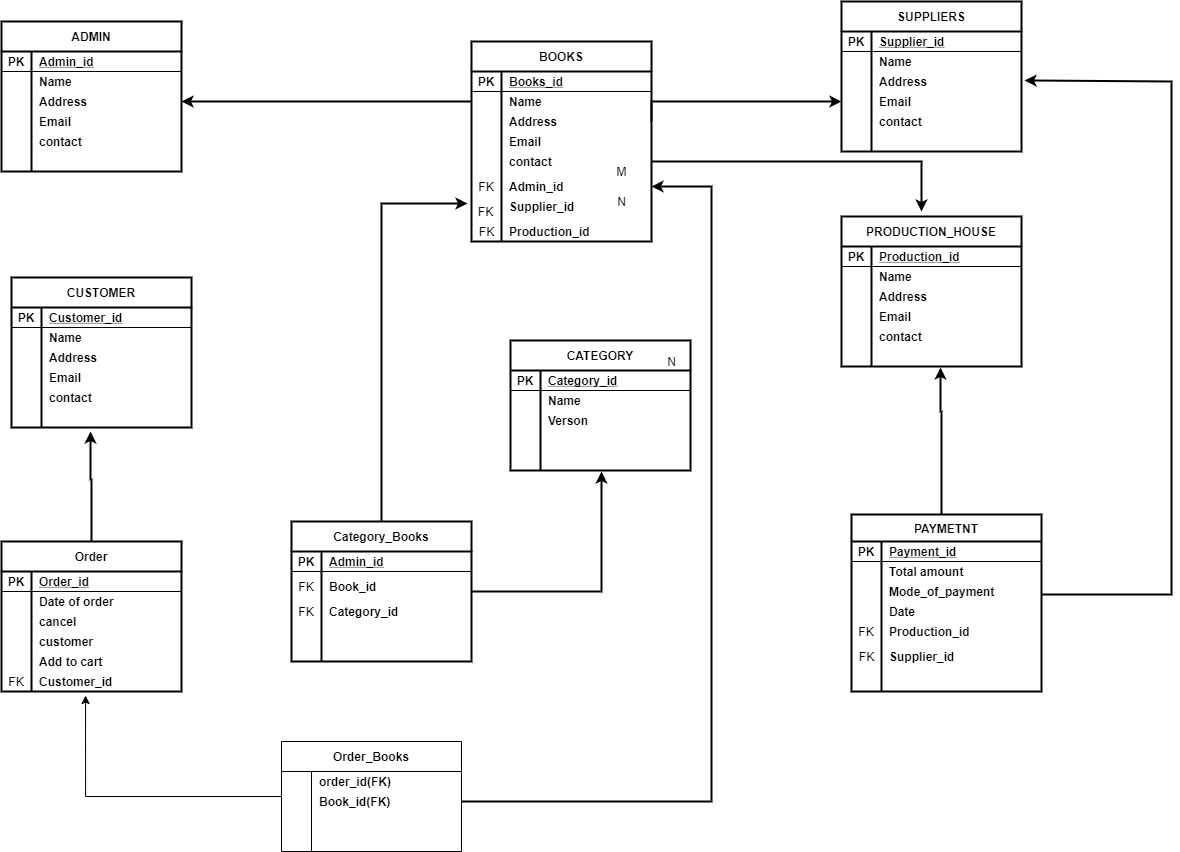 ADMIN
PK Admin_id
Name
Address
Email
contact
BOOKS
PK Books_id
Name
Address
Email
contact
M
FK Admin_id
N
FK Supplier_id
FK Production_id
SUPPLIERS
PK Supplier_id
Name
Address
Email
contact
PRODUCTION_HOUSE
PK Production_id
Name
Address
Email
contact
CUSTOMER
PK Customer_id
Name
Address
Email
contact
CATEGORY
N
PK Category_id
Name
Verson
Order
PK Order_id
Date of order
cancel
customer
Add to cart
FK Customer_id
Category_Books
PK Admin_id
FK Book_id
FK Category_id
PAYMETNT
PK Payment_id
Total amount
Mode_of_payment
Date
FK Production_id
FK Supplier_id
Order_Books
order_id(FK)
Book_id(FK)